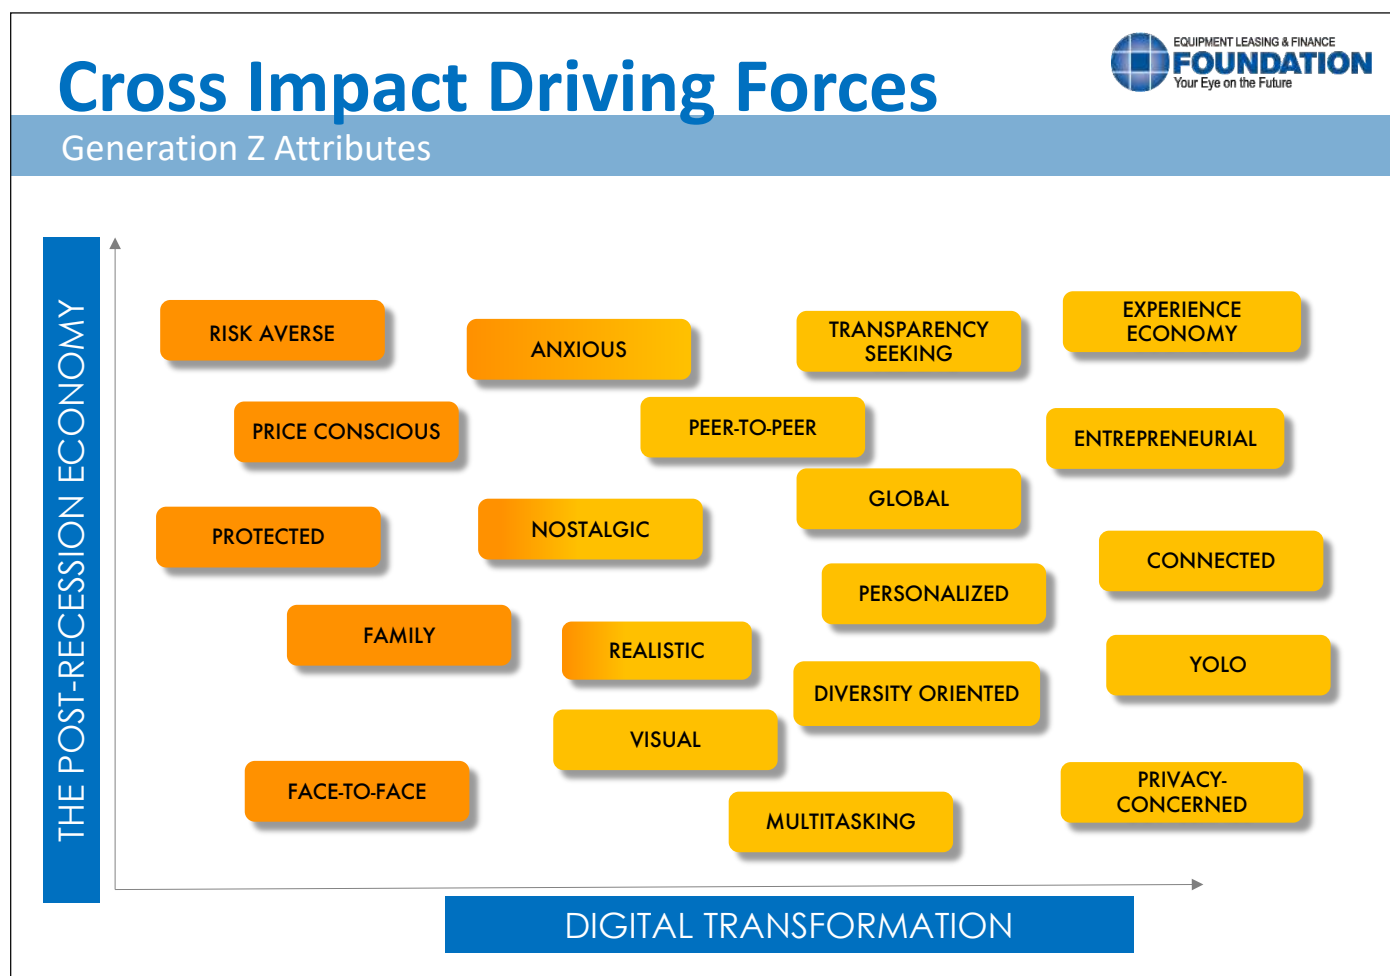 Cross Impact Driving Forces
EQUIPMENT LEASING & FINANCE
FOUNDATION
Your Eye on the Future
Generation Z Attributes
THE POST-RECESSION ECONOMY
RISK AVERSE
ANXIOUS
TRANSPARENCY
SEEKING
EXPERIENCE
ECONOMY
PRICE CONSCIOUS
PEER-TO-PEER
ENTREPRENEURIAL
GLOBAL
PROTECTED
NOSTALGIC
CONNECTED
PERSONALIZED
FAMILY
REALISTIC
YOLO
DIVERSITY ORIENTED
VISUAL
FACE-TO-FACE
PRIVACY-
CONCERNED
MULTITASKING
DIGITAL TRANSFORMATION